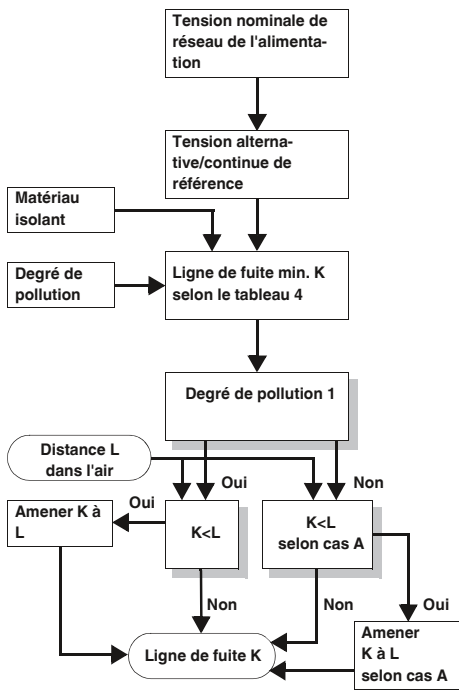 Tension nominale de
réseau de l'alimenta-
tion
Tension alterna-
tive/continue de
référence
Matériau
isolant
Degré de
pollution
Ligne de fuite min. K
selon le tableau 4
Degré de pollution 1
Distance L
dans l'air
Oui
Non
Amener K à
L
Oui
K<L
K<L
selon cas A
Non
Non
Oui
Ligne de fuite K
Amener
K à L
selon cas A